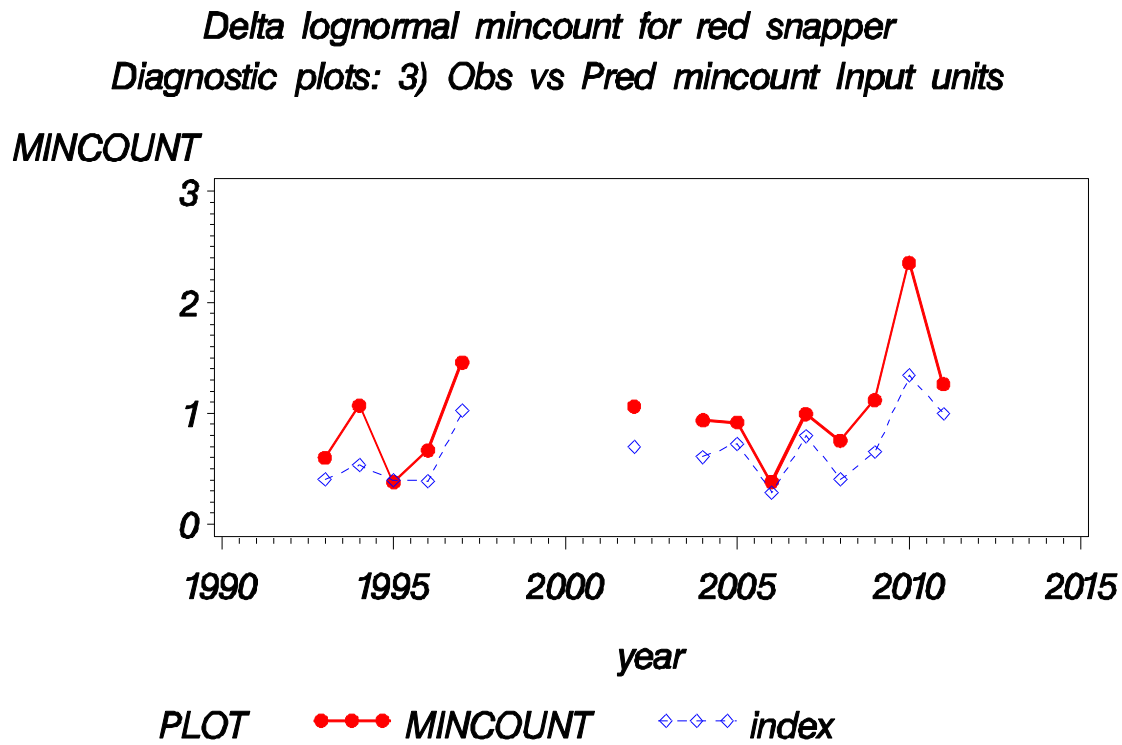 Delta lognormal mincount for red snapper
Diagnostic plots: 3) Obs vs Pred mincount Input units
MINCOUNT
3
2
1
0
1990 1995 2000 2005 2010 2015
year
PLOT MINCOUNT index